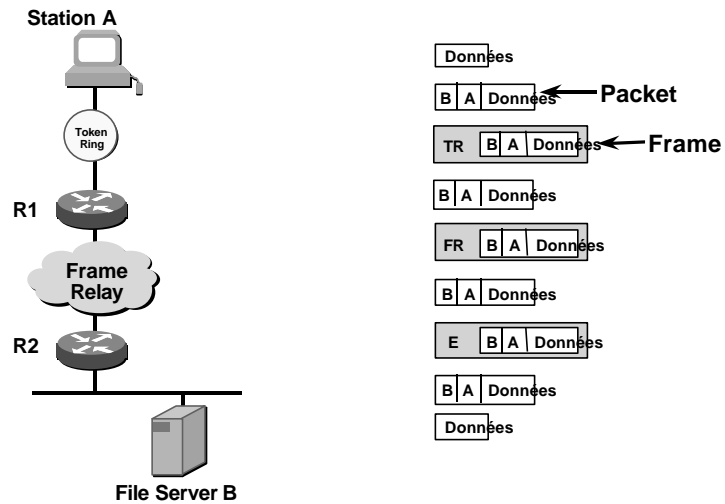 Station A
Token
Ring
R1
Frame
Relay
R2
File Server B
Données
B A Données
Packet
TR B A Données
Frame
B A Données
FR B A Données
B A Données
E B A Données
B A Données
Données